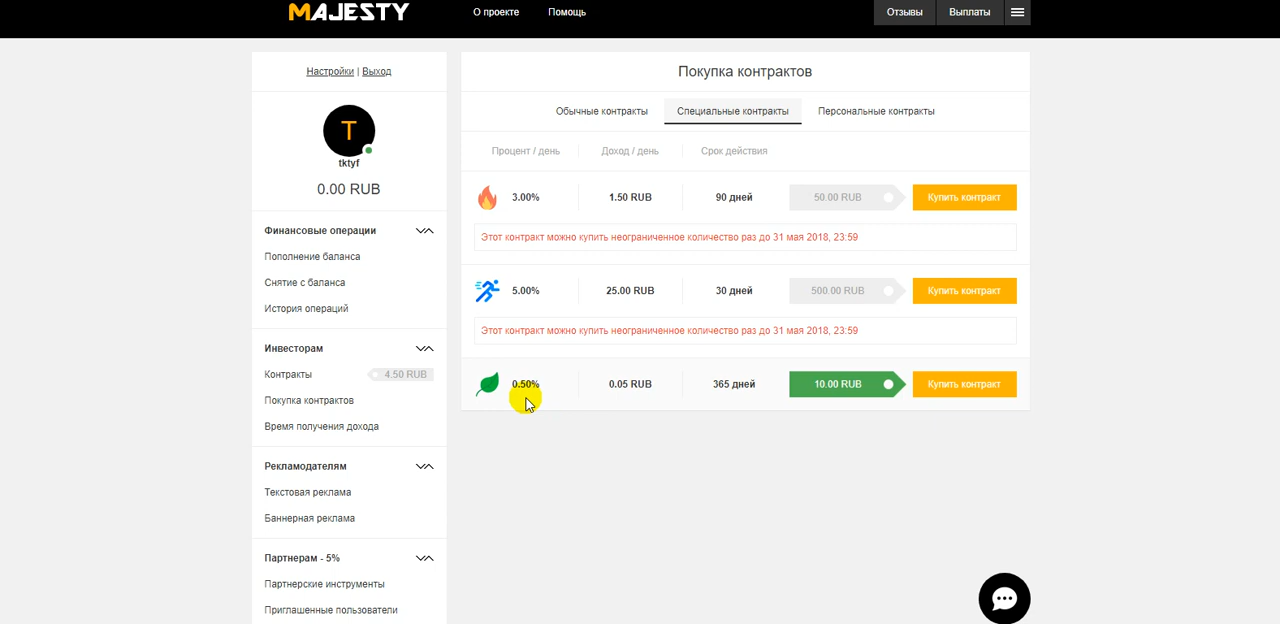 MAJESTY
О проекте
Помощь
Отзывы
Выплаты
Настройки | Выход
T
tktyf
0.00 RUB
Финансовые операции
Пополнение баланса
Снятие с баланса
История операций
Инвесторам
Контракты 4.50 RUB
Покупка контрактов
Время получения дохода
Рекламодателям
Текстовая реклама
Баннерная реклама
Партнерам - 5%
Партнерские инструменты
Приглашенные пользователи
Покупка контрактов
Обычные контракты Специальные контракты Персональные контракты
Процент / день Доход / день Срок действия
3.00% 1.50 RUB 90 дней 50.00 RUB Купить контракт
Этот контракт можно купить неограниченное количество раз до 31 мая 2018, 23:59
5.00% 25.00 RUB 30 дней 500.00 RUB Купить контракт
Этот контракт можно купить неограниченное количество раз до 31 мая 2018, 23:59
0.50% 0.05 RUB 365 дней 10.00 RUB Купить контракт